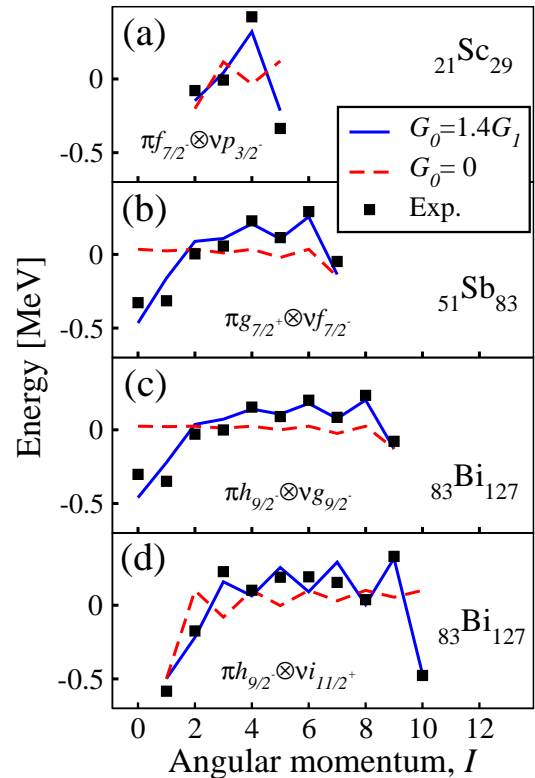 Energy [MeV]
(a)
₂₁Sc₂₉
0
-0.5
πf₇/₂-⊗νp₃/₂-
G₀=1.4G₁
G₀=0
Exp.
(b)
0
-0.5
₅₁Sb₈₃
πg₇/₂+⊗νf₇/₂-
(c)
0
-0.5
₈₃Bi₁₂₇
πh₉/₂-⊗νg₉/₂-
(d)
0
-0.5
₈₃Bi₁₂₇
πh₉/₂-⊗νi₁₁/₂+
0 2 4 6 8 10 12
Angular momentum, I